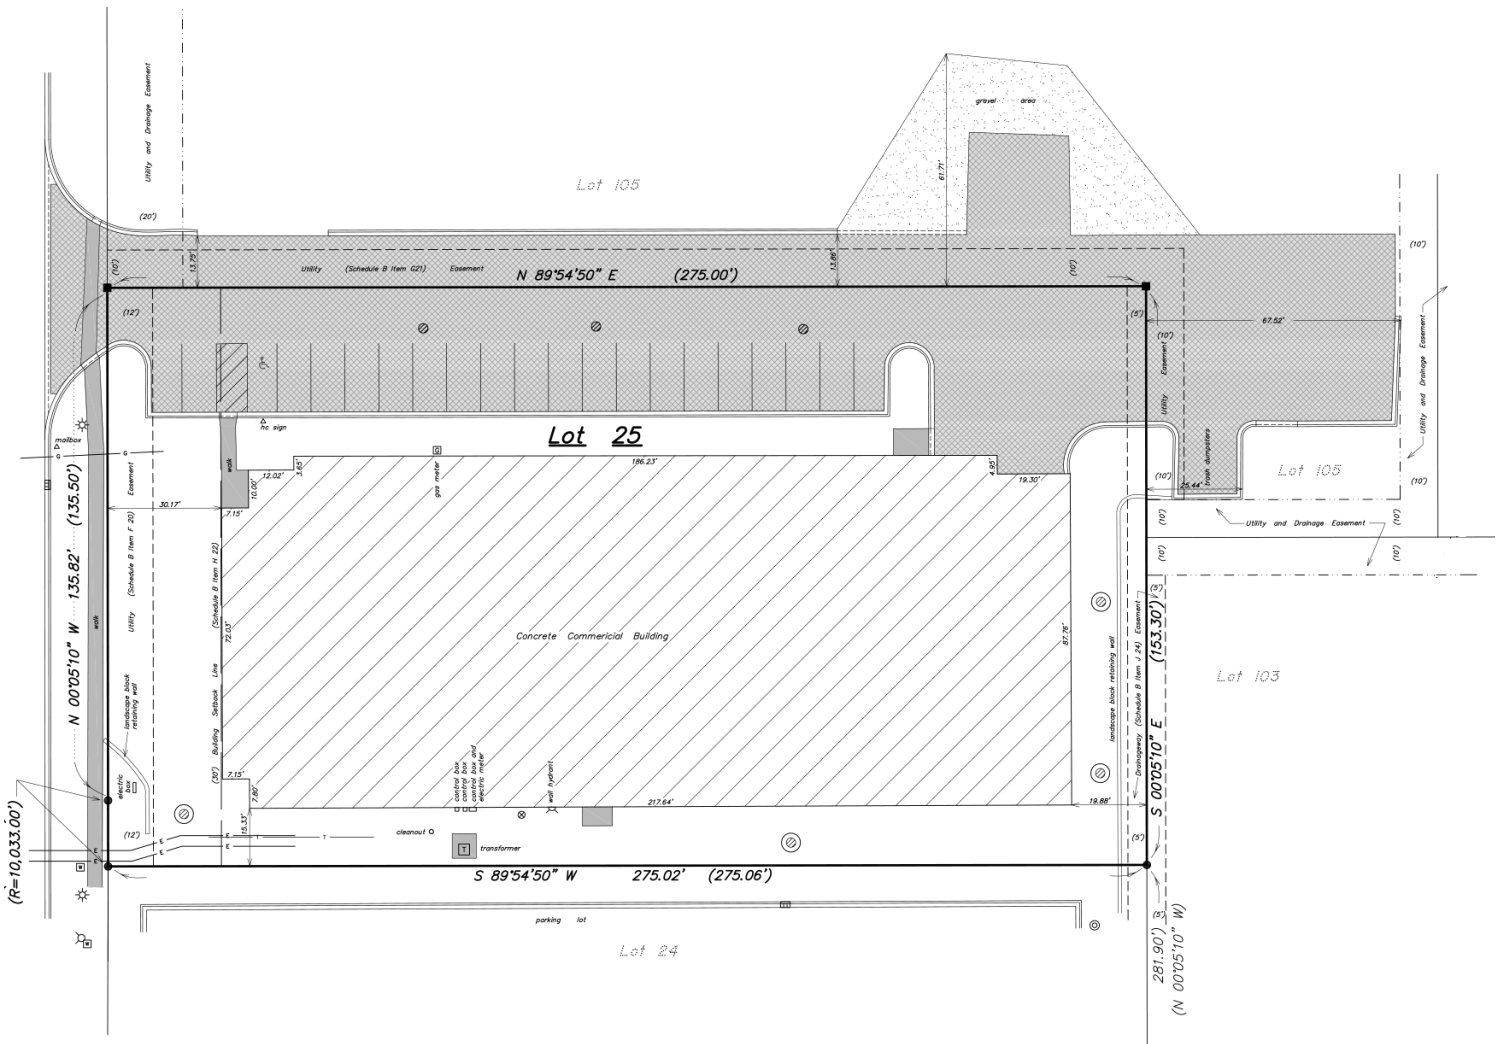 Utility and Drainage Easement
(20')
gravel area
61.71'
Lot 105
(10')
13.75'
Utility (Schedule B Item G21) Easement
N 89°54'50" E (275.00')
13.86'
(10')
(10')
(12')
(5')
(10')
67.52'
Utility Easement
Utility and Drainage Easement
mailbox
G
G
hc sign
Lot 25
walk
gas meter
G
12.02'
3.65'
186.23'
4.95'
19.30'
10.00'
7.15'
30.17'
(10')
25.44'
trash dumpsters
Lot 105
(10')
(10')
Utility and Drainage Easement
(10')
(10')
(10')
N 00°05'10" W 135.82' (135.50')
walk
Utility (Schedule B Item F 20) Easement
(30') Building Setback Line (Schedule B Item H 22)
72.03'
Concrete Commericial Building
87.76'
landscape block retaining wall
Drainageway (Schedule B Item J 24) Easement
(5')
S 00°05'10" E (153.30')
Lot 103
landscape block
retaining wall
electric
box
7.15'
7.80'
control box
control box
control box and
electric meter
wall hydrant
217.64'
19.88'
(R=10,033.00')
(12')
15.33'
E
E
E
E
E
E
T
T
cleanout
T
transformer
(5')
S 89°54'50" W 275.02' (275.06')
W
W
parking lot
Lot 24
(5')
281.90')
(N 00°05'10" W)